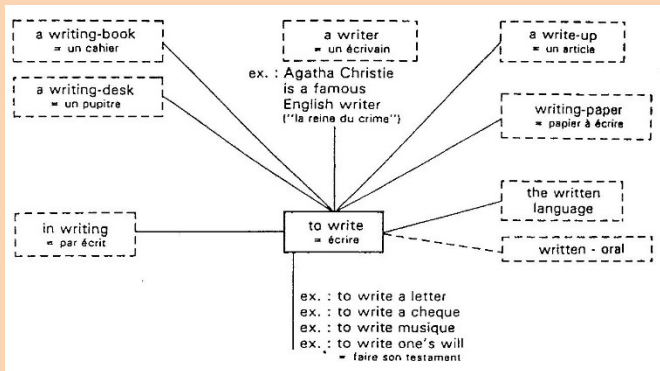 a writing-book
= un cahier
a writer
= un écrivain
a write-up
= un article
ex. : Agatha Christie
is a famous
English writer
("la reine du crime")
a writing-desk
= un pupitre
writing-paper
= papier à écrire
the written
language
in writing
= par écrit
to write
= écrire
written - oral
ex. : to write a letter
ex. : to write a cheque
ex. : to write musique
ex. : to write one's will
= faire son testament